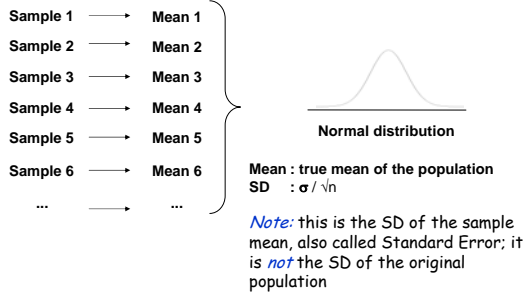 Sample 1 → Mean 1
Sample 2 → Mean 2
Sample 3 → Mean 3
Sample 4 → Mean 4
Sample 5 → Mean 5
Sample 6 → Mean 6
... → ...
Normal distribution
Mean : true mean of the population
SD : σ / √n
Note: this is the SD of the sample
mean, also called Standard Error; it
is not the SD of the original
population